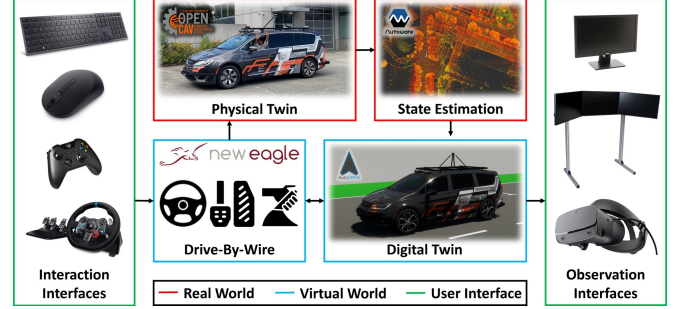 OPEN
CAV
Autoware
Physical Twin
State Estimation
new eagle
AutoDRIVE
Drive-By-Wire
Digital Twin
Interaction
Interfaces
Observation
Interfaces
Real World
Virtual World
User Interface